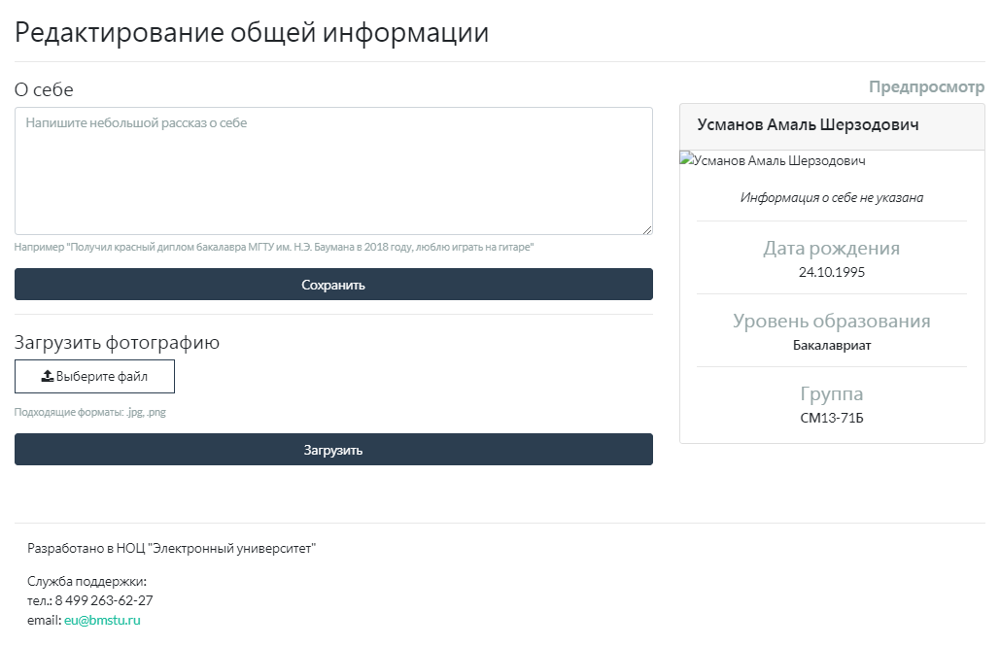 Редактирование общей информации
О себе
Напишите небольшой рассказ о себе
Например "Получил красный диплом бакалавра МГТУ им. Н.Э. Баумана в 2018 году, люблю играть на гитаре"
Сохранить
Загрузить фотографию
Выберите файл
Подходящие форматы: .jpg, .png
Загрузить
Предпросмотр
Усманов Амаль Шерзодович
Усманов Амаль Шерзодович
Информация о себе не указана
Дата рождения
24.10.1995
Уровень образования
Бакалавриат
Группа
СМ13-71Б
Разработано в НОЦ "Электронный университет"
Служба поддержки:
тел.: 8 499 263-62-27
email: eu@bmstu.ru